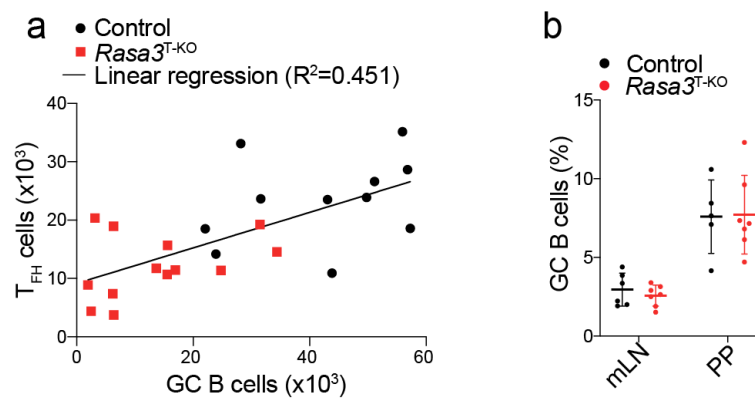 a
Control
Rasa3T-KO
Linear regression (R2=0.451)
40
30
20
10
0
TFH cells (x10³)
0 20 40 60
GC B cells (x10³)
b
Control
Rasa3T-KO
15
10
5
0
GC B cells (%)
mLN PP